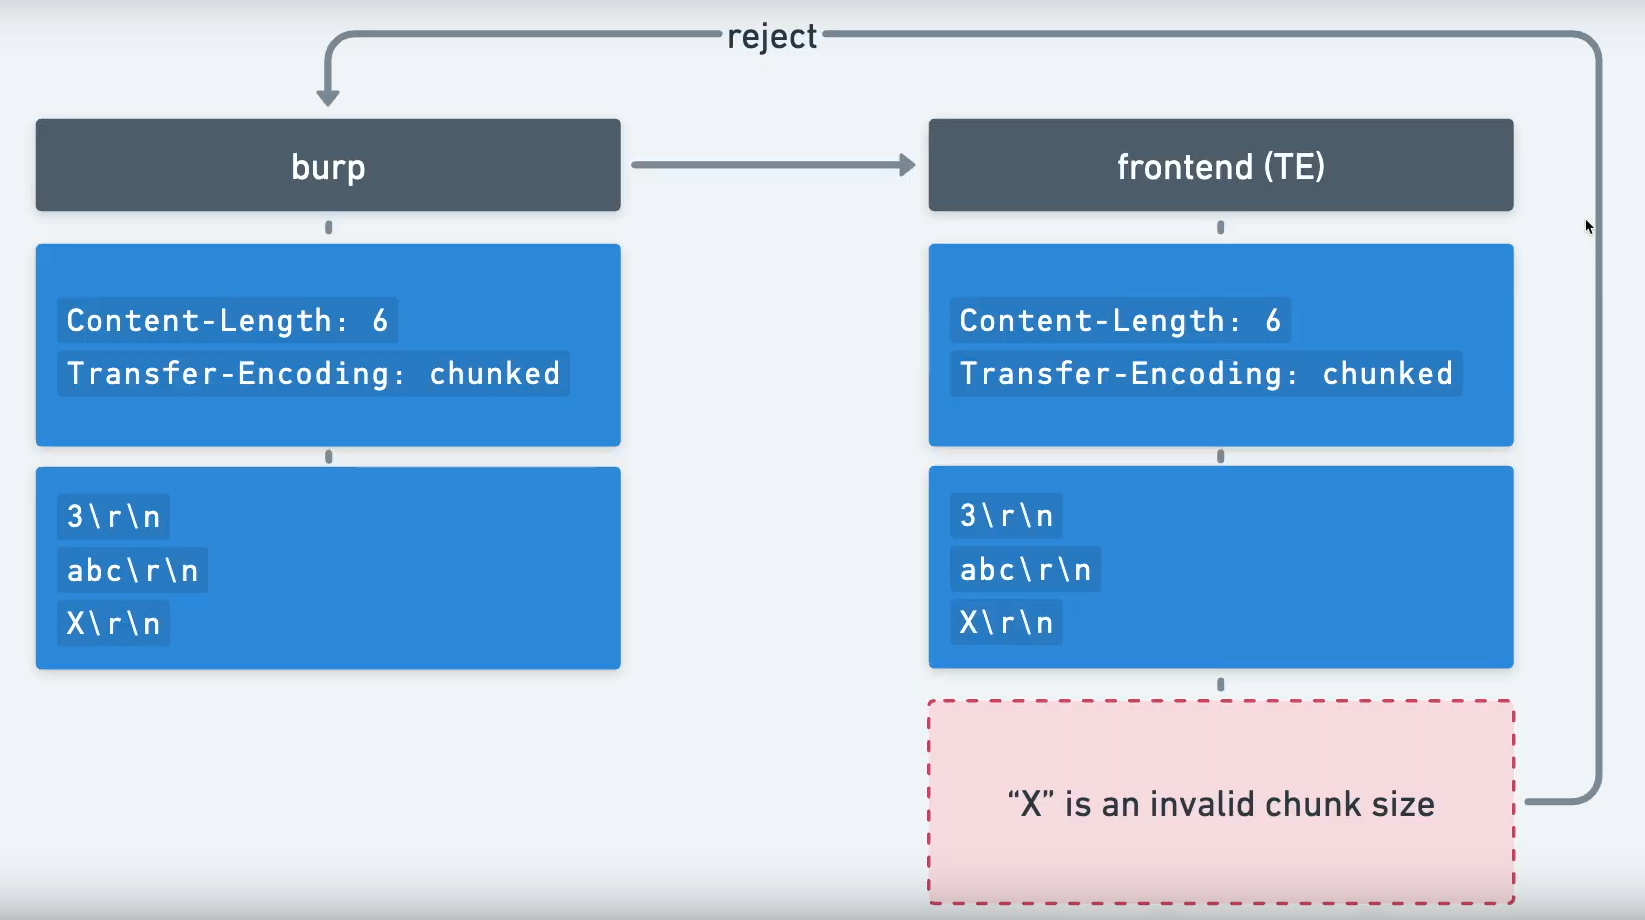 reject
burp
frontend (TE)
Content-Length: 6
Transfer-Encoding: chunked
3\r\n
abc\r\n
X\r\n
Content-Length: 6
Transfer-Encoding: chunked
3\r\n
abc\r\n
X\r\n
“X” is an invalid chunk size